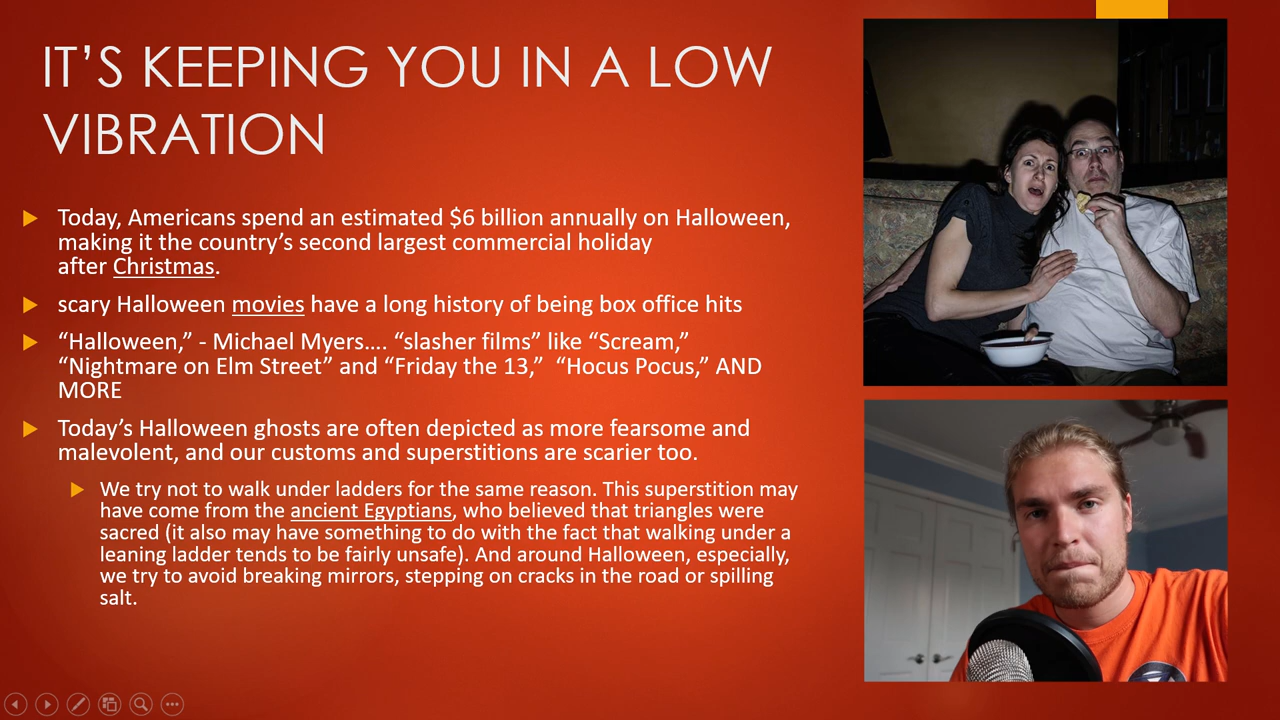 IT’S KEEPING YOU IN A LOW
VIBRATION
Today, Americans spend an estimated $6 billion annually on Halloween,
making it the country’s second largest commercial holiday
after Christmas.
scary Halloween movies have a long history of being box office hits
“Halloween,” - Michael Myers…. “slasher films” like “Scream,”
“Nightmare on Elm Street” and “Friday the 13,”  “Hocus Pocus,” AND
MORE
Today’s Halloween ghosts are often depicted as more fearsome and
malevolent, and our customs and superstitions are scarier too.
We try not to walk under ladders for the same reason. This superstition may
have come from the ancient Egyptians, who believed that triangles were
sacred (it also may have something to do with the fact that walking under a
leaning ladder tends to be fairly unsafe). And around Halloween, especially,
we try to avoid breaking mirrors, stepping on cracks in the road or spilling
salt.